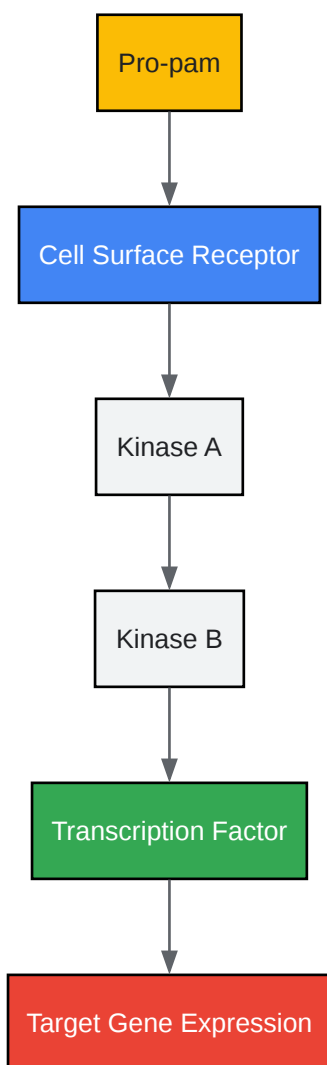 Pro-pam
Cell Surface Receptor
Kinase A
Kinase B
Transcription Factor
Target Gene Expression